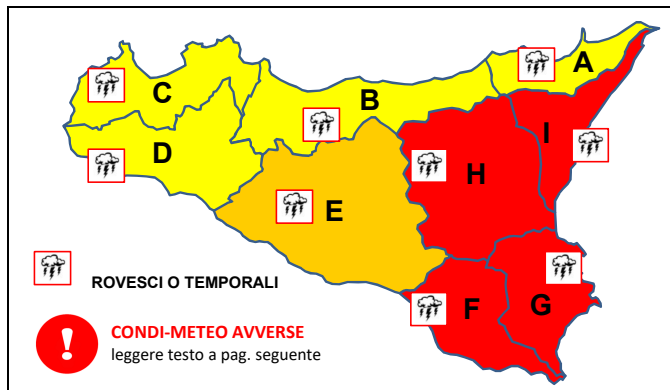 A
C
B
I
D
H
E
F
G
ROVESCI O TEMPORALI
!
CONDI-METEO AVVERSE
leggere testo a pag. seguente